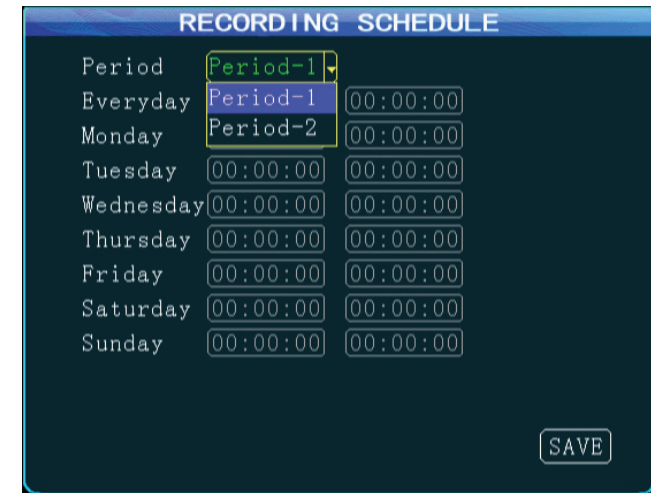 RECORDING SCHEDULE
Period Period-1
Everyday Period-1 00:00:00
Monday Period-2 00:00:00
Tuesday 00:00:00 00:00:00
Wednesday 00:00:00 00:00:00
Thursday 00:00:00 00:00:00
Friday 00:00:00 00:00:00
Saturday 00:00:00 00:00:00
Sunday 00:00:00 00:00:00
SAVE